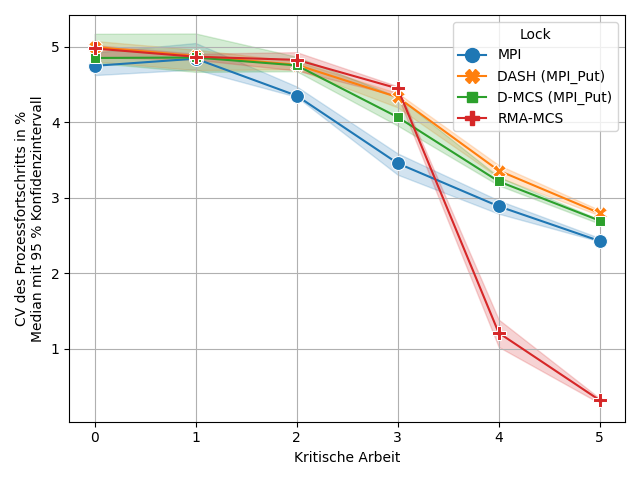 CV des Prozessfortschritts in %
Median mit 95 % Konfidenzintervall
5
4
3
2
1
Lock
MPI
DASH (MPI_Put)
D-MCS (MPI_Put)
RMA-MCS
0 1 2 3 4 5
Kritische Arbeit